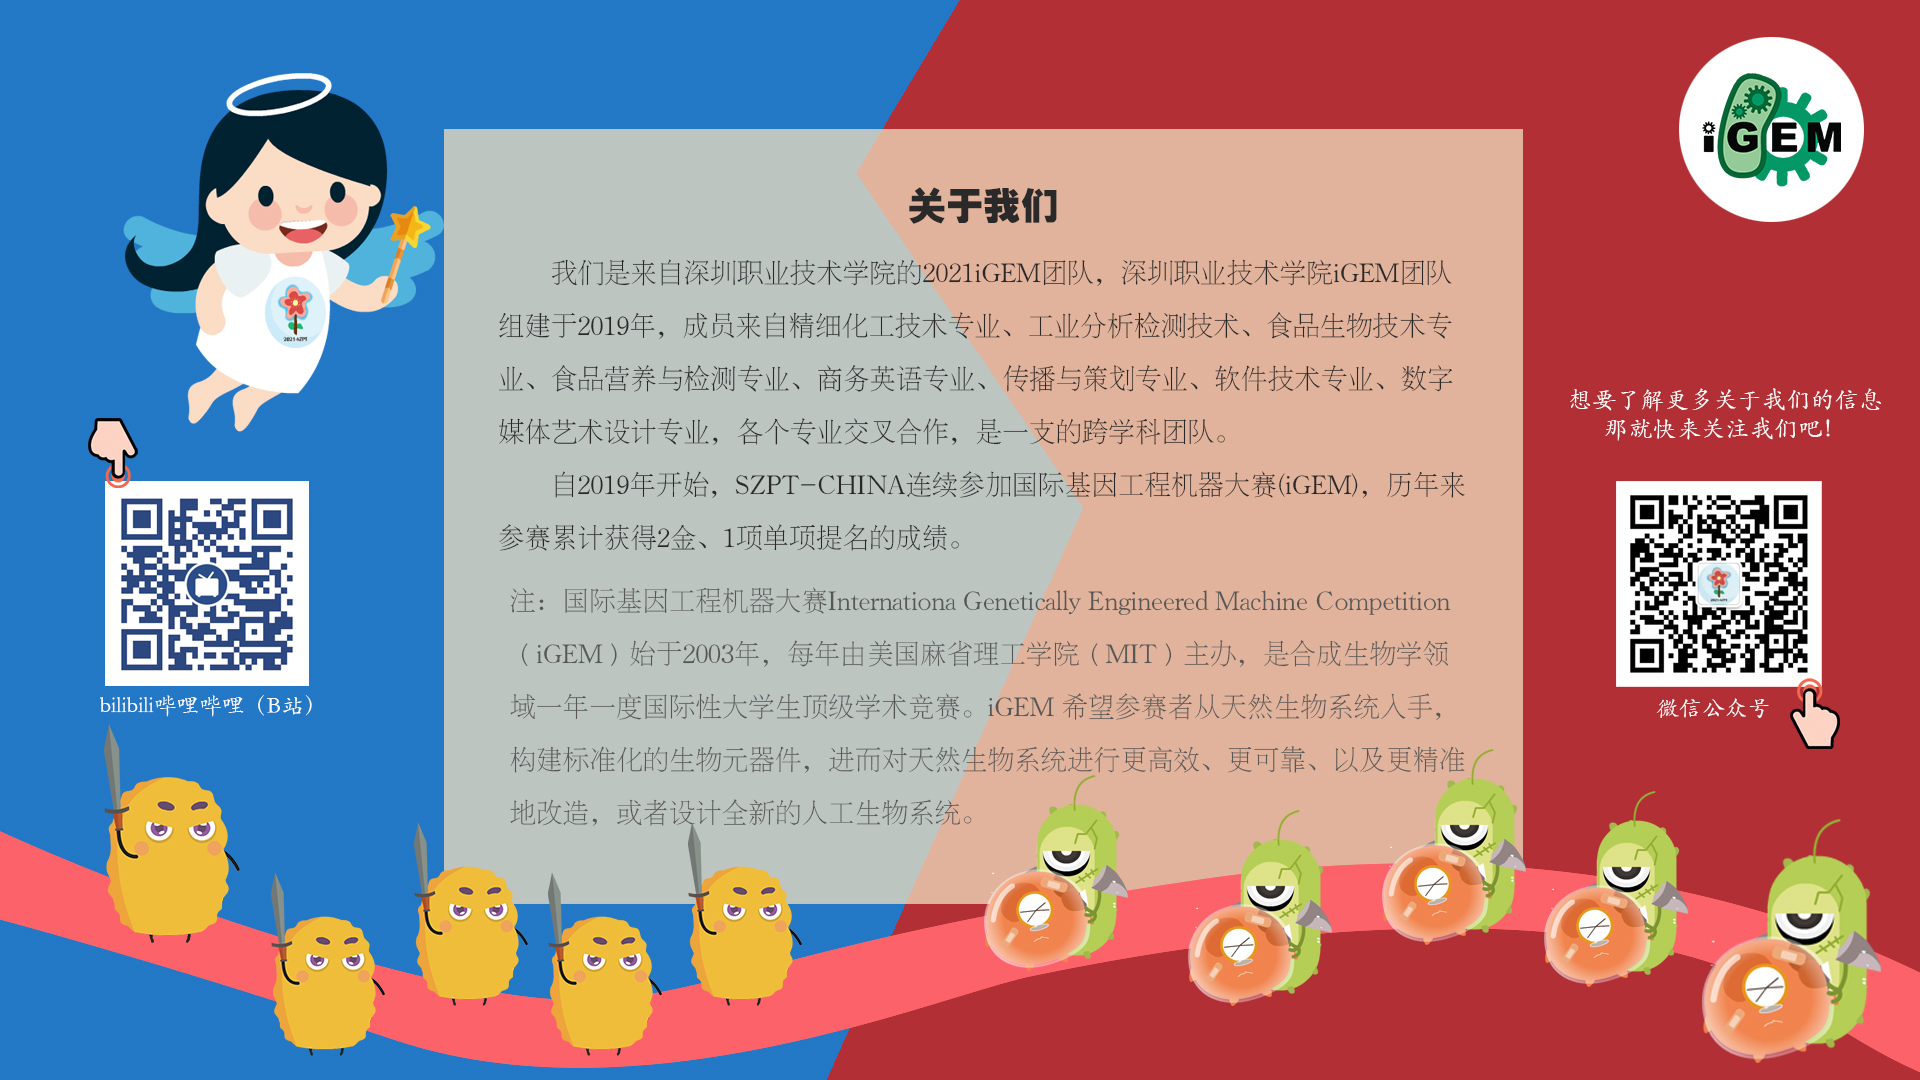 iGEM
关于我们
我们是来自深圳职业技术学院的2021iGEM团队，深圳职业技术学院iGEM团队
组建于2019年，成员来自精细化工技术专业、工业分析检测技术、食品生物技术专
业、食品营养与检测专业、商务英语专业、传播与策划专业、软件技术专业、数字
媒体艺术设计专业，各个专业交叉合作，是一支的跨学科团队。
自2019年开始，SZPT-CHINA连续参加国际基因工程机器大赛(iGEM)，历年来
参赛累计获得2金、1项单项提名的成绩。
注：国际基因工程机器大赛Internationa Genetically Engineered Machine Competition
（iGEM）始于2003年，每年由美国麻省理工学院（MIT）主办，是合成生物学领
域一年一度国际性大学生顶级学术竞赛。iGEM 希望参赛者从天然生物系统入手，
构建标准化的生物元器件，进而对天然生物系统进行更高效、更可靠、以及更精准
地改造，或者设计全新的人工生物系统。
2021-SZPT
bilibili哔哩哔哩（B站）
想要了解更多关于我们的信息
那就快来关注我们吧！
微信公众号